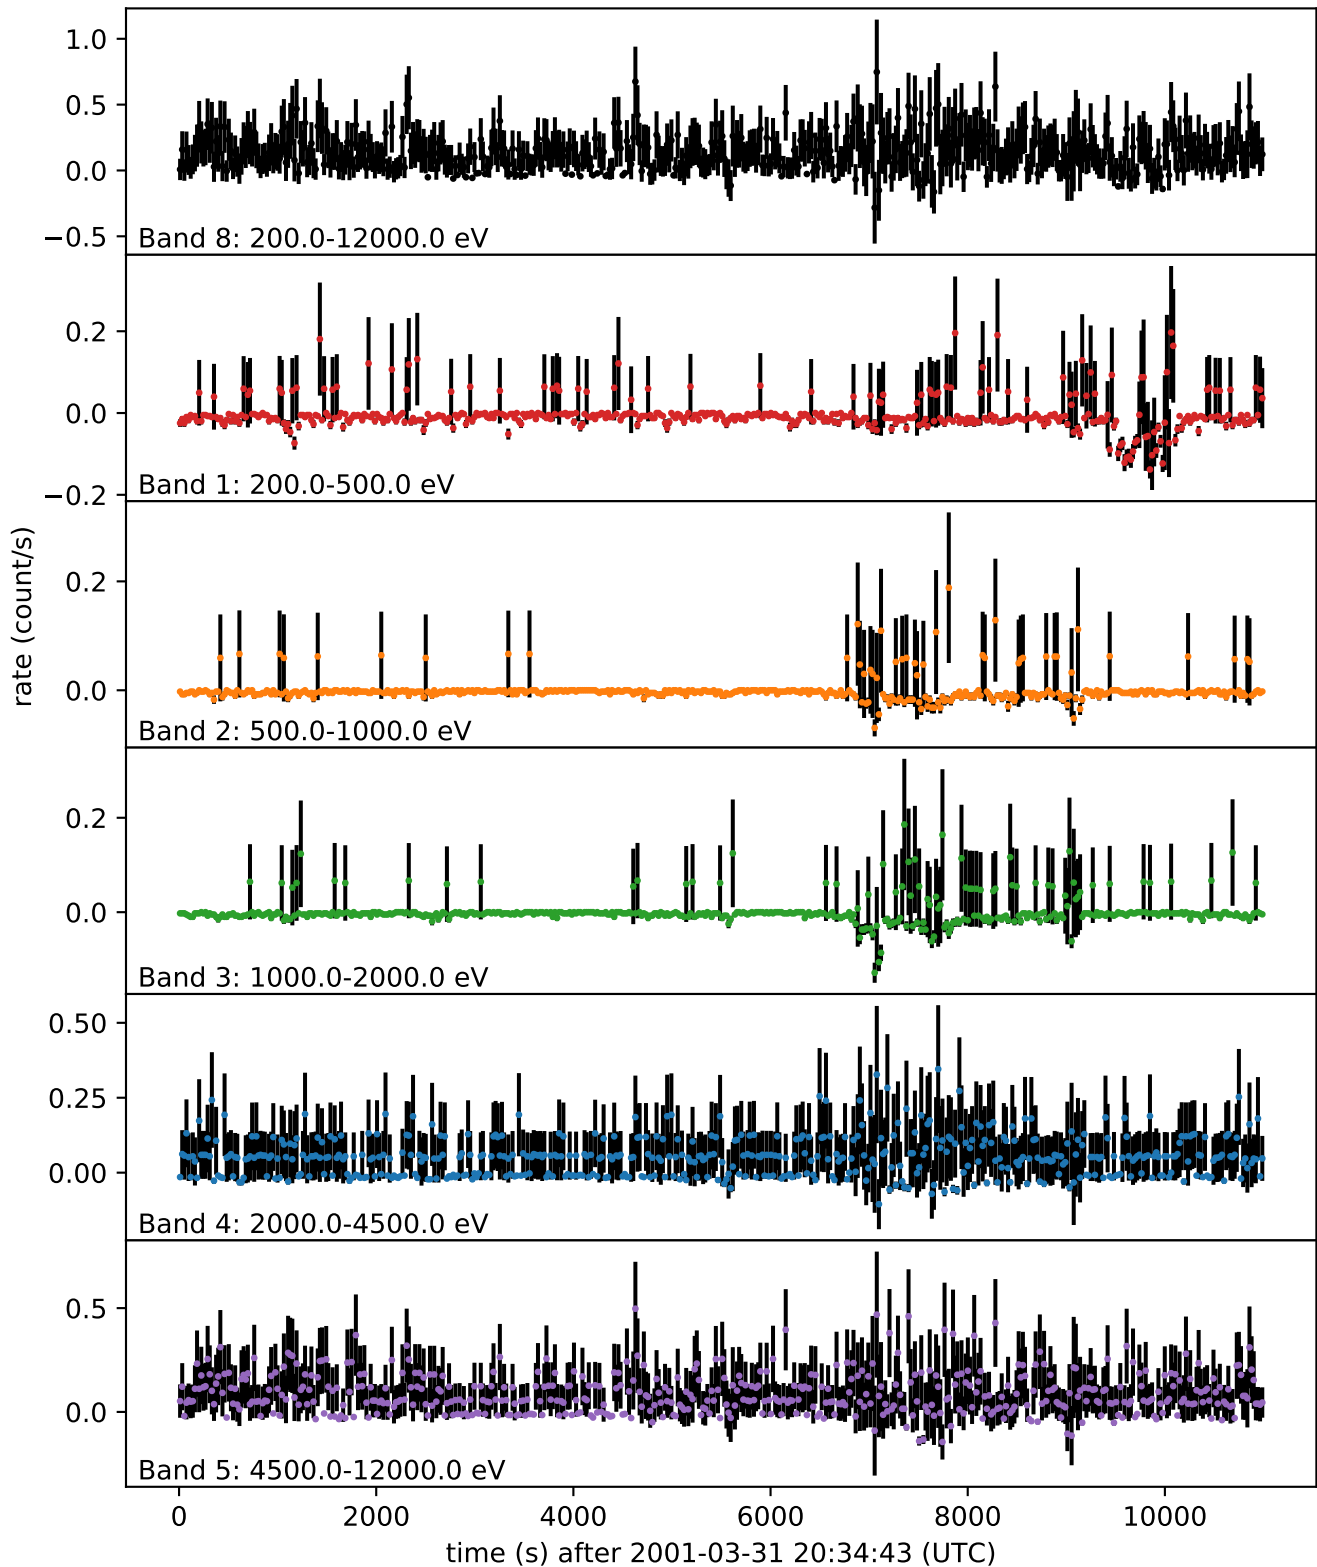 1.0
0.5
0.0
−0.5
Band 8: 200.0-12000.0 eV
0.2
0.0
−0.2
Band 1: 200.0-500.0 eV
rate (count/s)
0.2
0.0
Band 2: 500.0-1000.0 eV
0.2
0.0
Band 3: 1000.0-2000.0 eV
0.50
0.25
0.00
Band 4: 2000.0-4500.0 eV
0.5
0.0
Band 5: 4500.0-12000.0 eV
0 2000 4000 6000 8000 10000
time (s) after 2001-03-31 20:34:43 (UTC)